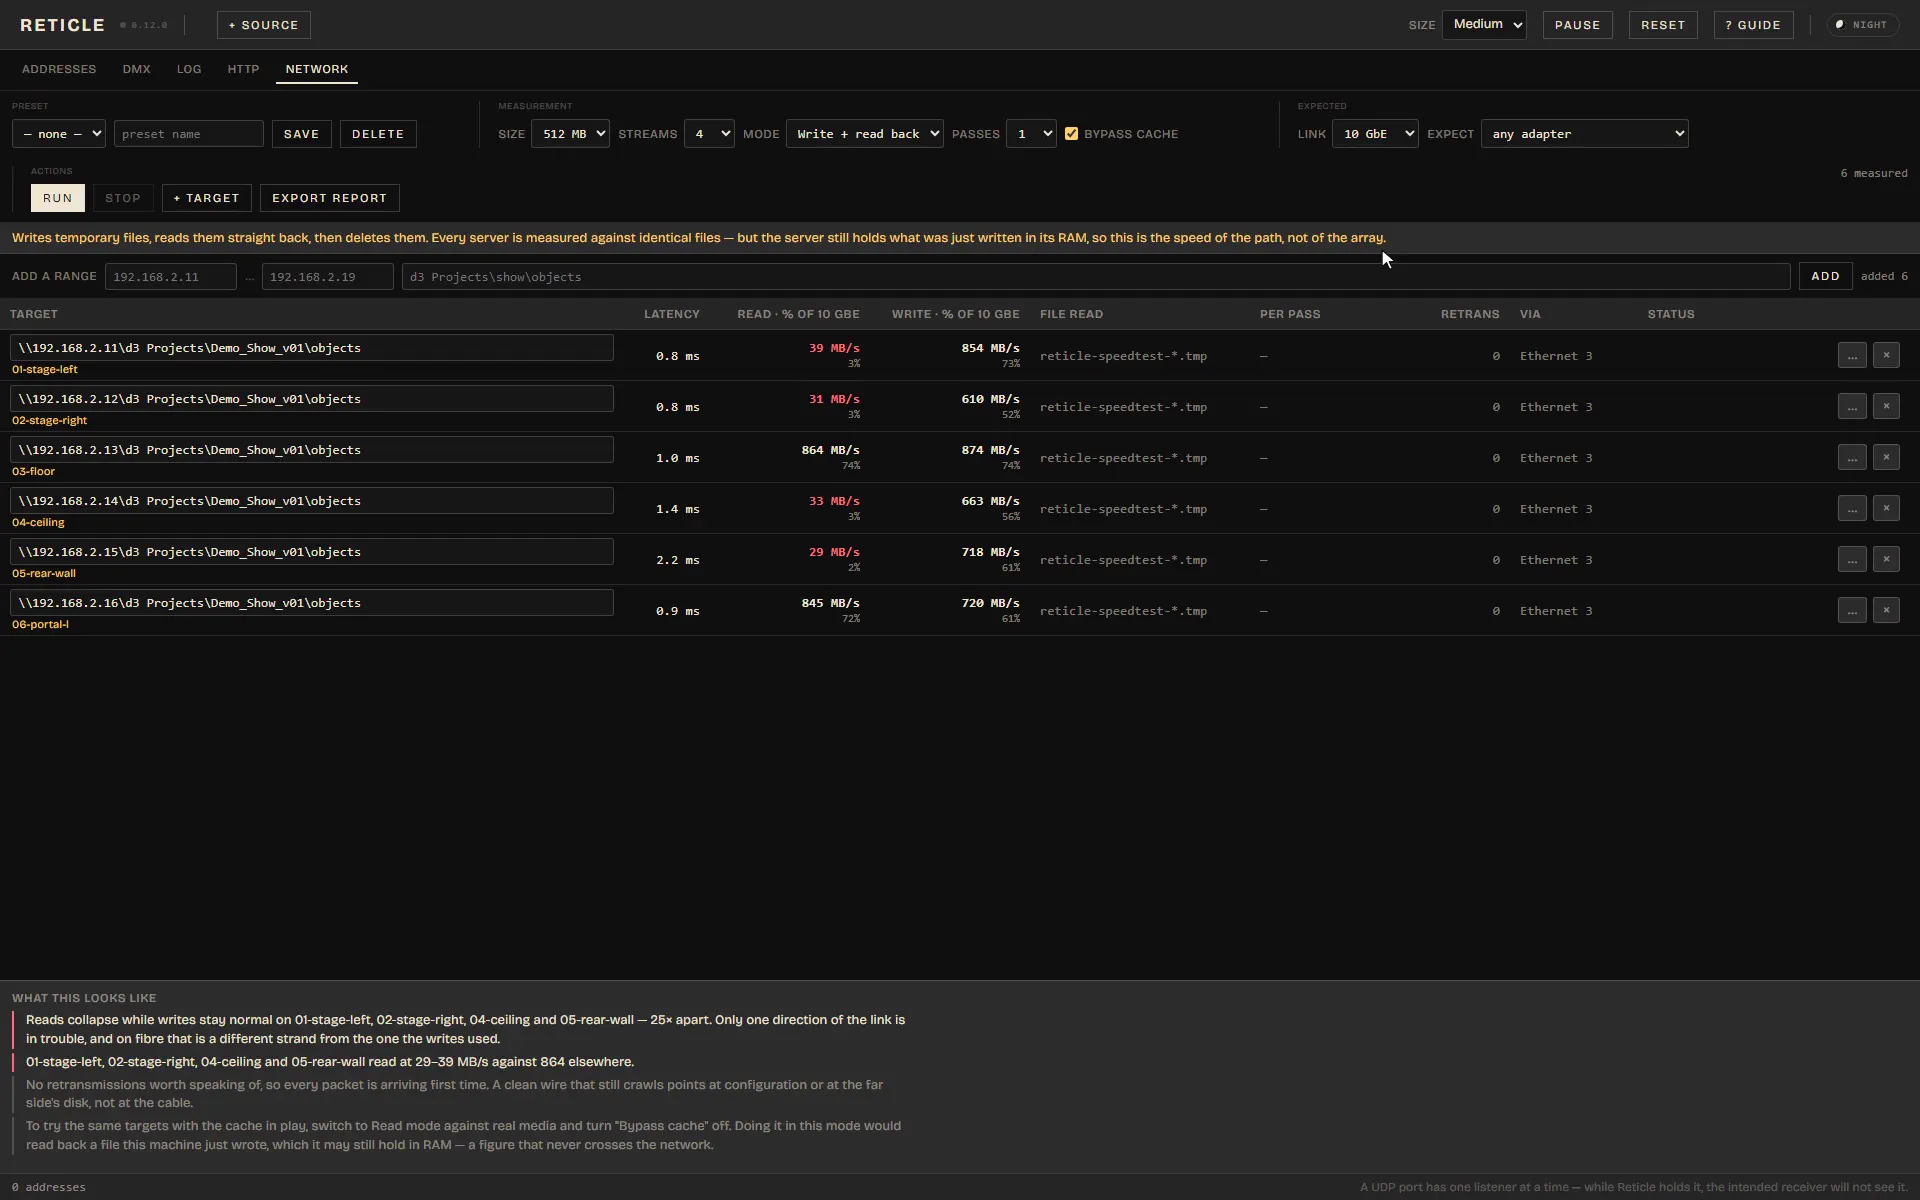 RETICLE 0.12.0 + SOURCE SIZE Medium PAUSE RESET ? GUIDE NIGHT
ADDRESSES DMX LOG HTTP NETWORK
PRESET MEASUREMENT EXPECTED
— none — preset name SAVE DELETE SIZE 512 MB STREAMS 4 MODE Write + read back PASSES 1 BYPASS CACHE LINK 10 GbE EXPECT any adapter
ACTIONS
6 measured
RUN STOP + TARGET EXPORT REPORT
Writes temporary files, reads them straight back, then deletes them. Every server is measured against identical files — but the server still holds what was just written in its RAM, so this is the speed of the path, not of the array.
ADD A RANGE 192.168.2.11 … 192.168.2.19 d3 Projects\show\objects ADD added 6
TARGET LATENCY READ · % OF 10 GBE WRITE · % OF 10 GBE FILE READ PER PASS RETRANS VIA STATUS
\\192.168.2.11\d3 Projects\Demo_Show_v01\objects 0.8 ms 39 MB/s 854 MB/s reticle-speedtest-*.tmp — 0 Ethernet 3 … ×
01-stage-left 3% 73%
\\192.168.2.12\d3 Projects\Demo_Show_v01\objects 0.8 ms 31 MB/s 610 MB/s reticle-speedtest-*.tmp — 0 Ethernet 3 … ×
02-stage-right 3% 52%
\\192.168.2.13\d3 Projects\Demo_Show_v01\objects 1.0 ms 864 MB/s 874 MB/s reticle-speedtest-*.tmp — 0 Ethernet 3 … ×
03-floor 74% 74%
\\192.168.2.14\d3 Projects\Demo_Show_v01\objects 1.4 ms 33 MB/s 663 MB/s reticle-speedtest-*.tmp — 0 Ethernet 3 … ×
04-ceiling 3% 56%
\\192.168.2.15\d3 Projects\Demo_Show_v01\objects 2.2 ms 29 MB/s 718 MB/s reticle-speedtest-*.tmp — 0 Ethernet 3 … ×
05-rear-wall 2% 61%
\\192.168.2.16\d3 Projects\Demo_Show_v01\objects 0.9 ms 845 MB/s 720 MB/s reticle-speedtest-*.tmp — 0 Ethernet 3 … ×
06-portal-l 72% 61%
WHAT THIS LOOKS LIKE
Reads collapse while writes stay normal on 01-stage-left, 02-stage-right, 04-ceiling and 05-rear-wall — 25× apart. Only one direction of the link is
in trouble, and on fibre that is a different strand from the one the writes used.
01-stage-left, 02-stage-right, 04-ceiling and 05-rear-wall read at 29–39 MB/s against 864 elsewhere.
No retransmissions worth speaking of, so every packet is arriving first time. A clean wire that still crawls points at configuration or at the far
side's disk, not at the cable.
To try the same targets with the cache in play, switch to Read mode against real media and turn "Bypass cache" off. Doing it in this mode would
read back a file this machine just wrote, which it may still hold in RAM — a figure that never crosses the network.
0 addresses A UDP port has one listener at a time — while Reticle holds it, the intended receiver will not see it.